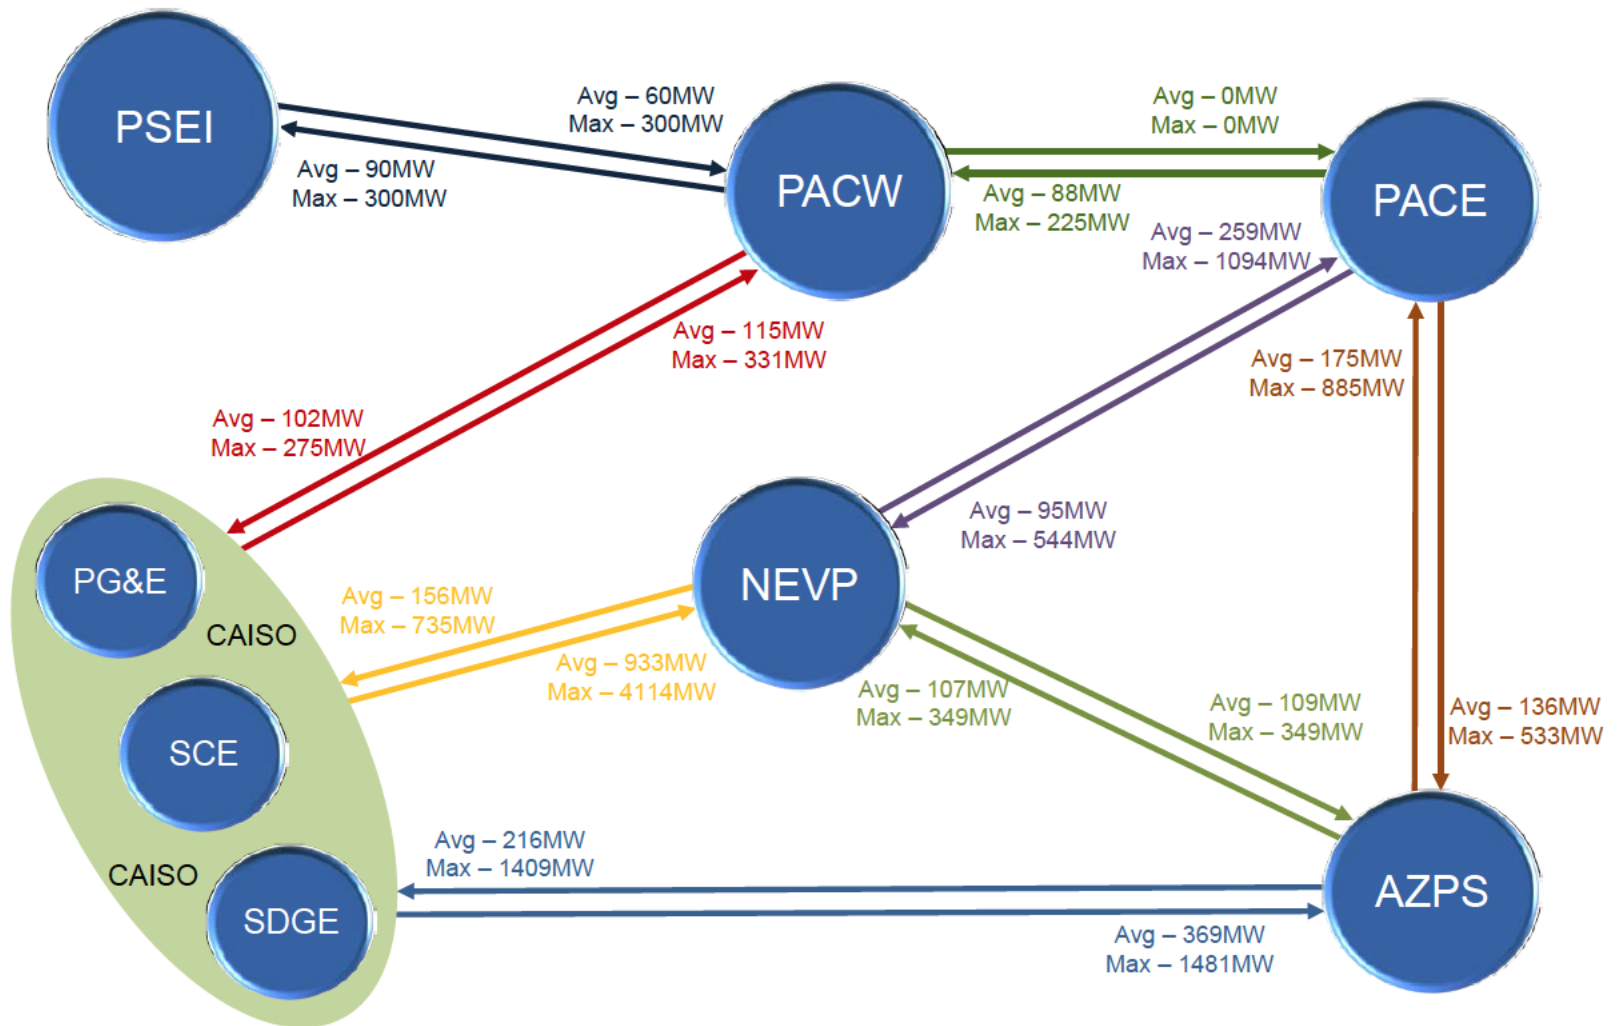 PSEI
Avg – 60MW
Max – 300MW
Avg – 90MW
Max – 300MW
PACW
Avg – 0MW
Max – 0MW
Avg – 88MW
Max – 225MW
PACE
Avg – 259MW
Max – 1094MW
Avg – 115MW
Max – 331MW
Avg – 175MW
Max – 885MW
Avg – 102MW
Max – 275MW
Avg – 95MW
Max – 544MW
PG&E
CAISO
Avg – 156MW
Max – 735MW
NEVP
Avg – 933MW
Max – 4114MW
Avg – 107MW
Max – 349MW
Avg – 109MW
Max – 349MW
Avg – 136MW
Max – 533MW
SCE
Avg – 216MW
Max – 1409MW
CAISO
SDGE
AZPS
Avg – 369MW
Max – 1481MW